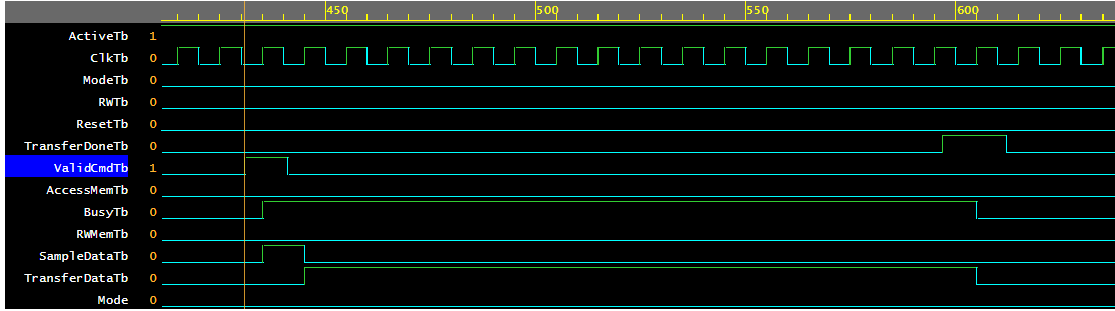 450 500 550 600
ActiveTb 1
ClkTb 0
ModeTb 0
RWTb 0
ResetTb 0
TransferDoneTb 0
ValidCmdTb 1
AccessMemTb 0
BusyTb 0
RWMemTb 0
SampleDataTb 0
TransferDataTb 0
Mode 0